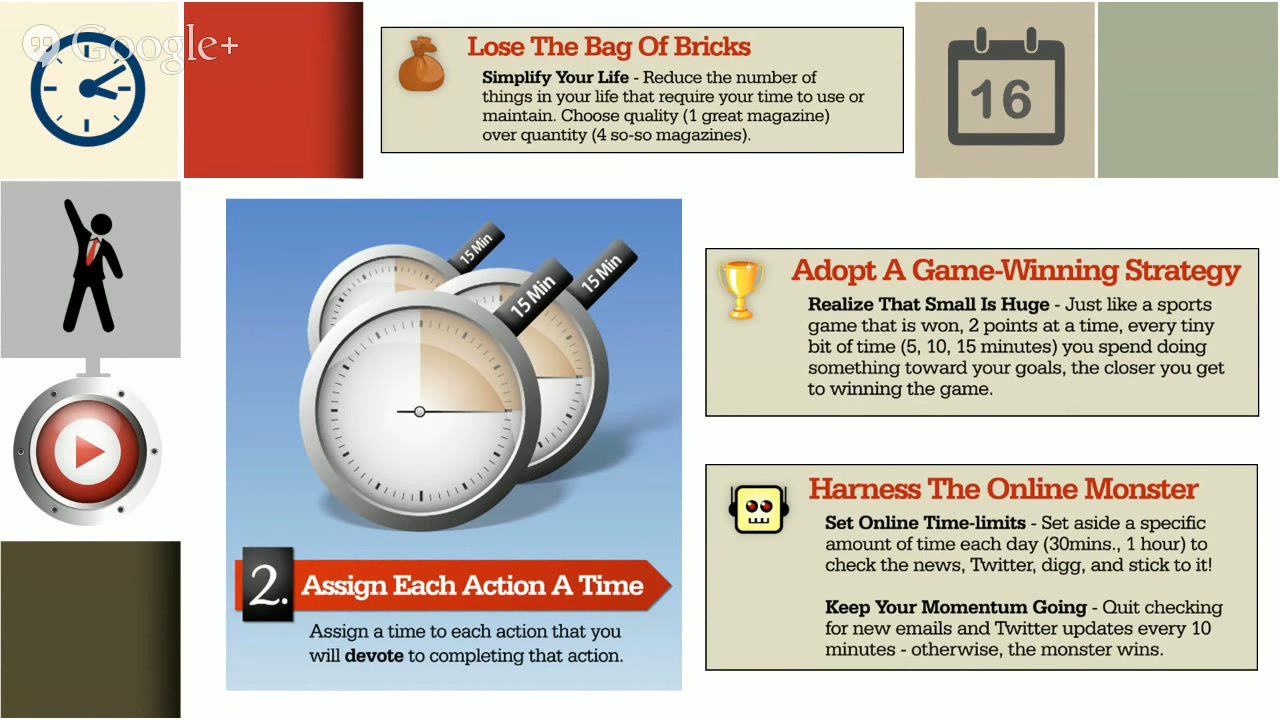 Google+
Lose The Bag Of Bricks
Simplify Your Life - Reduce the number of
things in your life that require your time to use or
maintain. Choose quality (1 great magazine)
over quantity (4 so-so magazines).
16
15 Min
15 Min
15 Min
2. Assign Each Action A Time
Assign a time to each action that you
will devote to completing that action.
Adopt A Game-Winning Strategy
Realize That Small Is Huge - Just like a sports
game that is won, 2 points at a time, every tiny
bit of time (5, 10, 15 minutes) you spend doing
something toward your goals, the closer you get
to winning the game.
Harness The Online Monster
Set Online Time-limits - Set aside a specific
amount of time each day (30mins., 1 hour) to
check the news, Twitter, digg, and stick to it!
Keep Your Momentum Going - Quit checking
for new emails and Twitter updates every 10
minutes - otherwise, the monster wins.